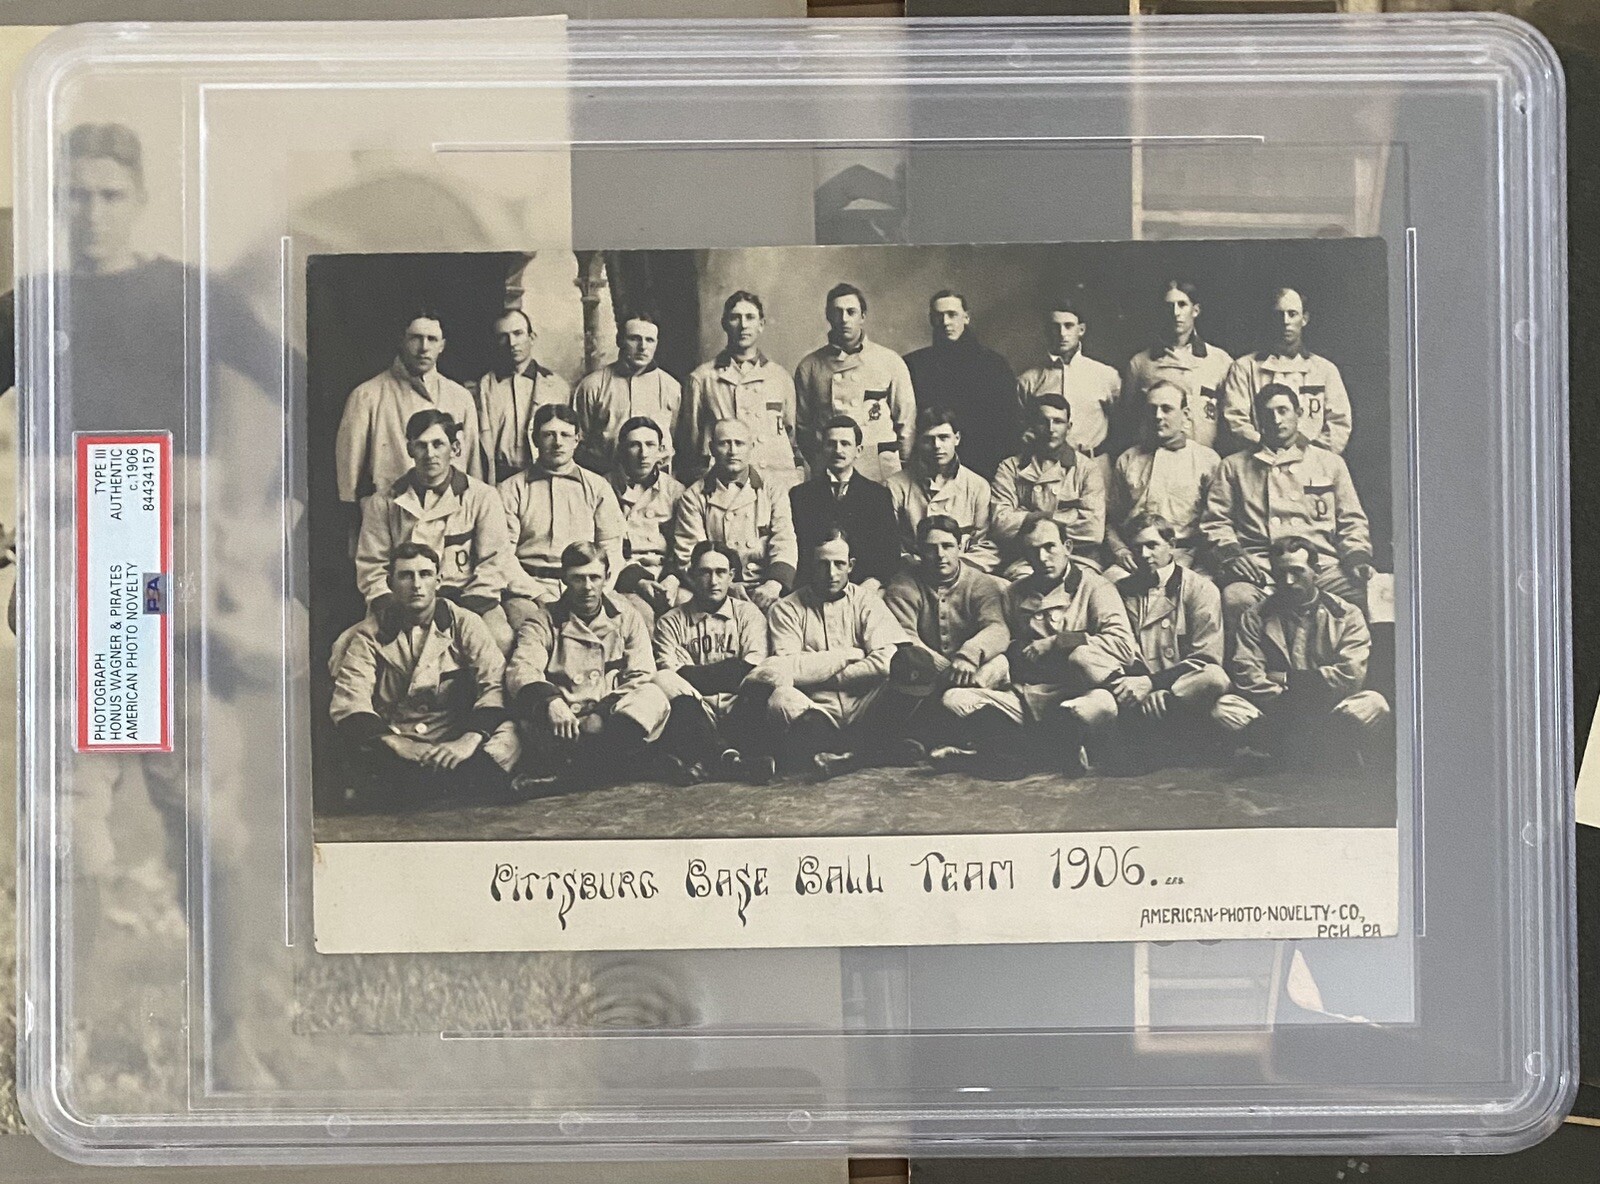 PHOTOGRAPH TYPE III
HONUS WAGNER & PIRATES AUTHENTIC
AMERICAN PHOTO NOVELTY c.1906
PSA 84434157
P
P
P
P
OOKL
PITTSBURG BASE BALL TEAM 1906.
AMERICAN-PHOTO-NOVELTY-CO,
PGH PA